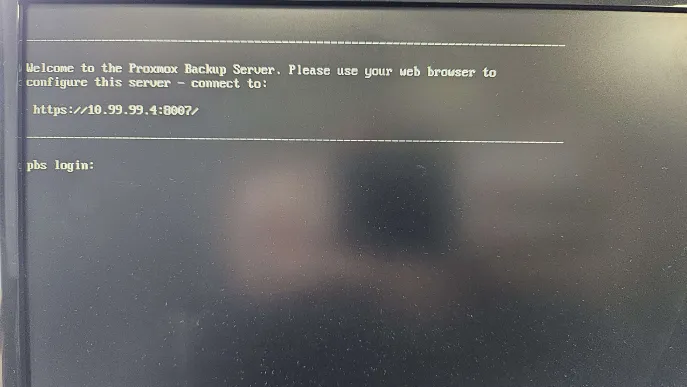 Welcome to the Proxmox Backup Server. Please use your web browser to
configure this server - connect to:
https://10.99.99.4:8007/
pbs login: